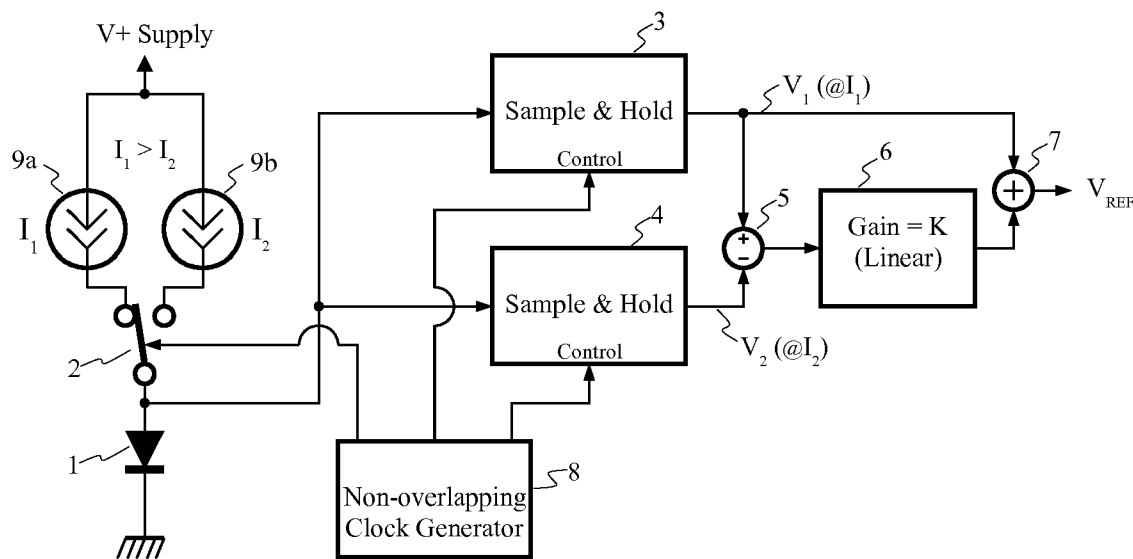 V+ Supply
I₁ > I₂
9a
9b
I₁
I₂
2
1
3
Sample & Hold
Control
4
Sample & Hold
Control
8
Non-overlapping
Clock Generator
V₁ (@I₁)
V₂ (@I₂)
5
+
−
6
Gain = K
(Linear)
7
+
V_REF